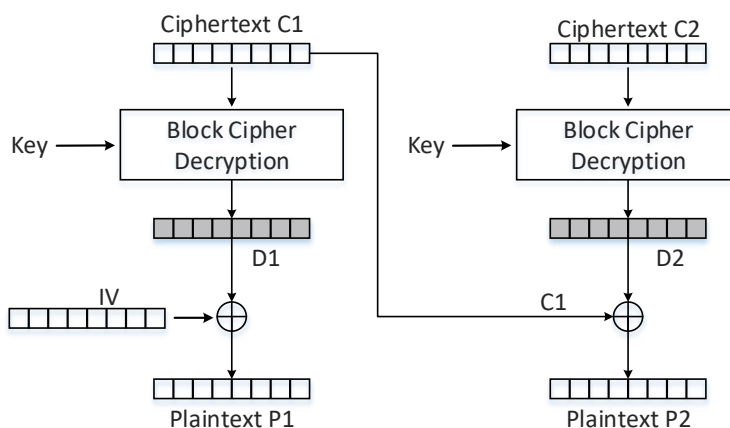 Ciphertext C1
Ciphertext C2
Key
Block Cipher
Decryption
Key
Block Cipher
Decryption
D1
D2
IV
C1
Plaintext P1
Plaintext P2